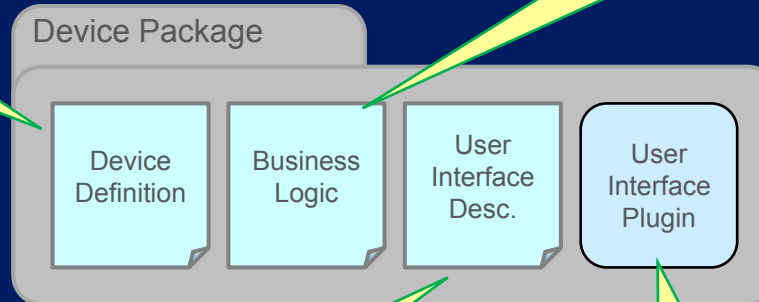 Device Package
Device
Definition
Business
Logic
User
Interface
Desc.
User
Interface
Plugin